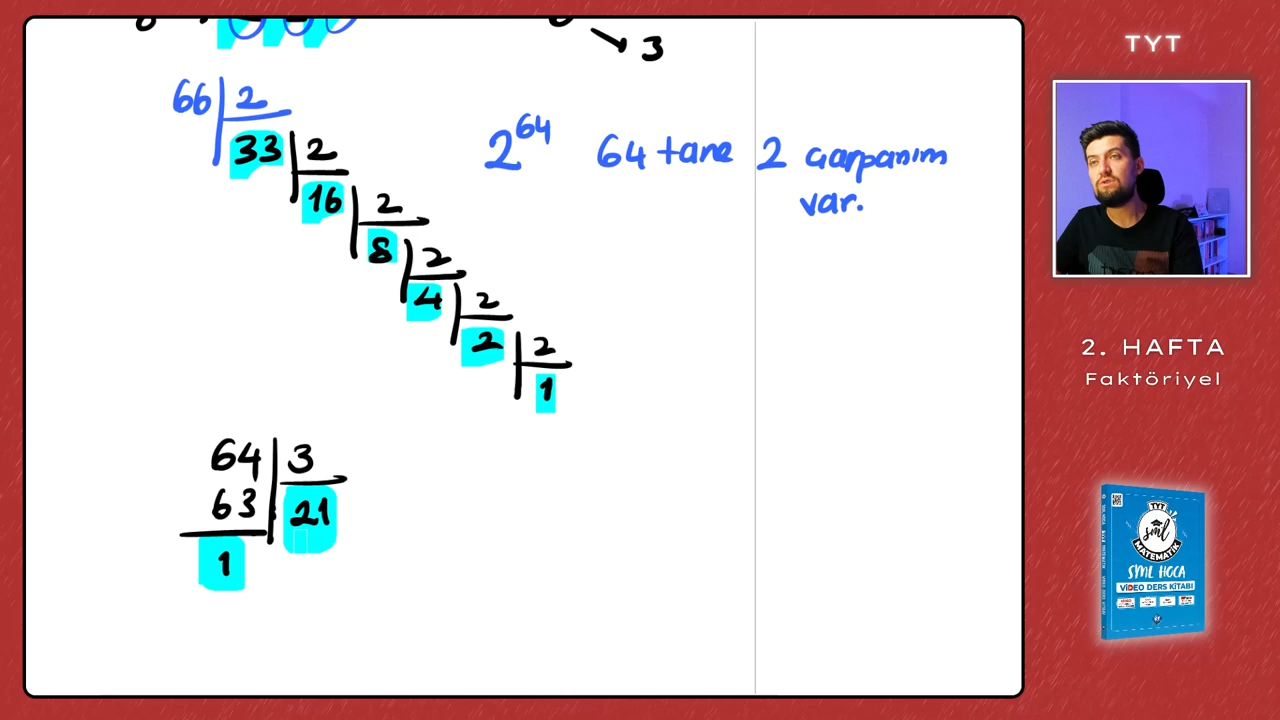 3
66 2
33 2
16 2
8 2
4 2
2 2
1
2^64 64 tane 2 çarpanım
var.
64 3
63 21
1
TYT
2. HAFTA
Faktöriyel
TYT
sml
MATEMATİK
SML HOCA
VİDEO DERS KİTABI